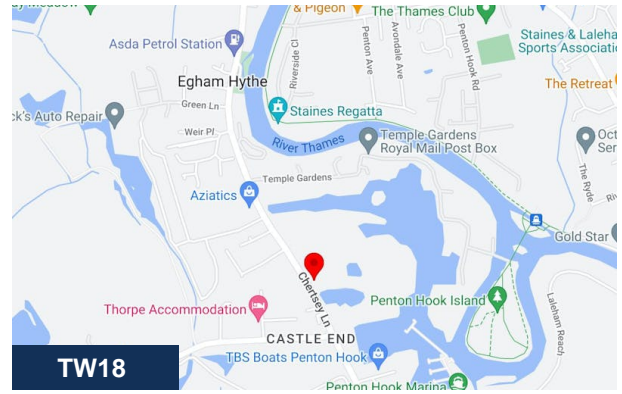 & Pigeon
The Thames Club
Asda Petrol Station
Staines & Laleha
Sports Associatio
Riverside Cl
Penton Ave
Avondale Ave
Penton Hook Rd
Egham Hythe
The Retreat
Green Ln
Staines Regatta
k's Auto Repair
Weir Pl
River Thames
Temple Gardens
Royal Mail Post Box
Oct
Ser
The Ryde
Temple Gardens
Aziatics
Gold Star
Chertsey Ln
Penton Hook Island
Laleham Reach
Thorpe Accommodation
CASTLE END
TBS Boats Penton Hook
TW18
Penton Hook Marina